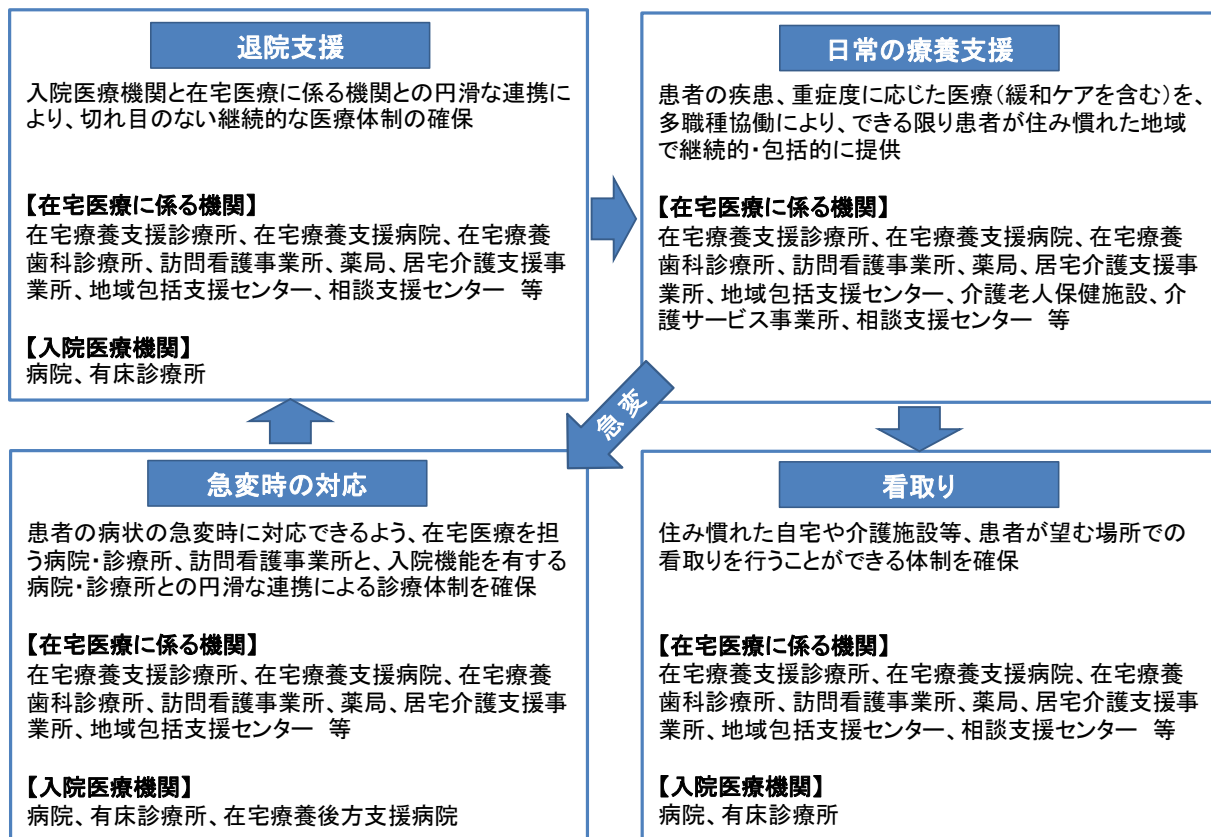 退院支援
入院医療機関と在宅医療に係る機関との円滑な連携に
より、切れ目のない継続的な医療体制の確保
【在宅医療に係る機関】
在宅療養支援診療所、在宅療養支援病院、在宅療養
歯科診療所、訪問看護事業所、薬局、居宅介護支援事
業所、地域包括支援センター、相談支援センター 等
【入院医療機関】
病院、有床診療所
日常の療養支援
患者の疾患、重症度に応じた医療(緩和ケアを含む)を、
多職種協働により、できる限り患者が住み慣れた地域
で継続的・包括的に提供
【在宅医療に係る機関】
在宅療養支援診療所、在宅療養支援病院、在宅療養
歯科診療所、訪問看護事業所、薬局、居宅介護支援事
業所、地域包括支援センター、介護老人保健施設、介
護サービス事業所、相談支援センター 等
急変
急変時の対応
患者の病状の急変時に対応できるよう、在宅医療を担
う病院・診療所、訪問看護事業所と、入院機能を有する
病院・診療所との円滑な連携による診療体制を確保
【在宅医療に係る機関】
在宅療養支援診療所、在宅療養支援病院、在宅療養
歯科診療所、訪問看護事業所、薬局、居宅介護支援事
業所、地域包括支援センター 等
【入院医療機関】
病院、有床診療所、在宅療養後方支援病院
看取り
住み慣れた自宅や介護施設等、患者が望む場所での
看取りを行うことができる体制を確保
【在宅医療に係る機関】
在宅療養支援診療所、在宅療養支援病院、在宅療養
歯科診療所、訪問看護事業所、薬局、居宅介護支援事
業所、地域包括支援センター、相談支援センター 等
【入院医療機関】
病院、有床診療所